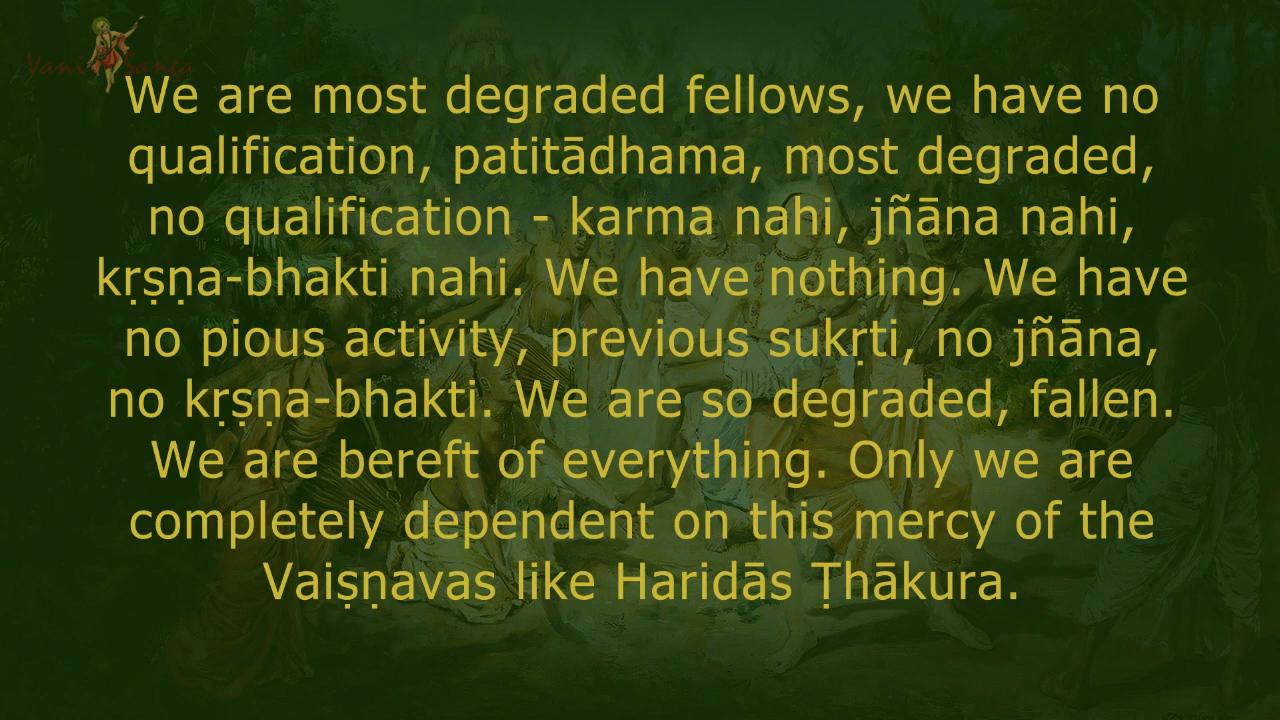 Vani Sanga
We are most degraded fellows, we have no
qualification, patitādhama, most degraded,
no qualification - karma nahi, jñāna nahi,
kṛṣṇa-bhakti nahi. We have nothing. We have
no pious activity, previous sukṛti, no jñāna,
no kṛṣṇa-bhakti. We are so degraded, fallen.
We are bereft of everything. Only we are
completely dependent on this mercy of the
Vaiṣṇavas like Haridās Ṭhākura.